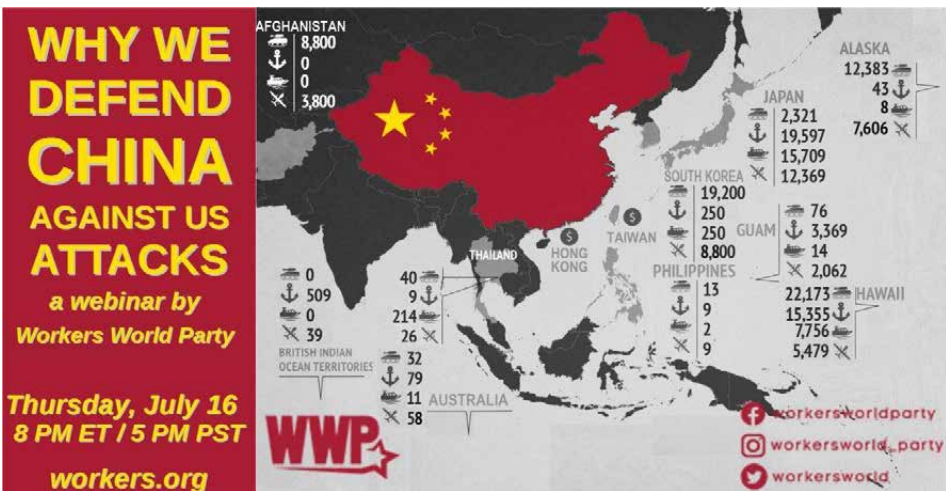 WHY WE
DEFEND
CHINA
AGAINST US
ATTACKS
a webinar by
Workers World Party
Thursday, July 16
8 PM ET / 5 PM PST
workers.org
AFGHANISTAN
8,800
0
0
3,800
ALASKA
12,383
43
8
7,606
JAPAN
2,321
19,597
15,709
12,369
SOUTH KOREA
19,200
250
250
8,800
$
HONG
KONG
$
TAIWAN
GUAM
76
3,369
14
2,062
THAILAND
40
9
214
26
PHILIPPINES
13
9
2
9
22,173
15,355
7,756
5,479
HAWAII
0
509
0
39
BRITISH INDIAN
OCEAN TERRITORIES
32
79
11
58
AUSTRALIA
WWP
workersworldparty
workersworld_party
workersworld